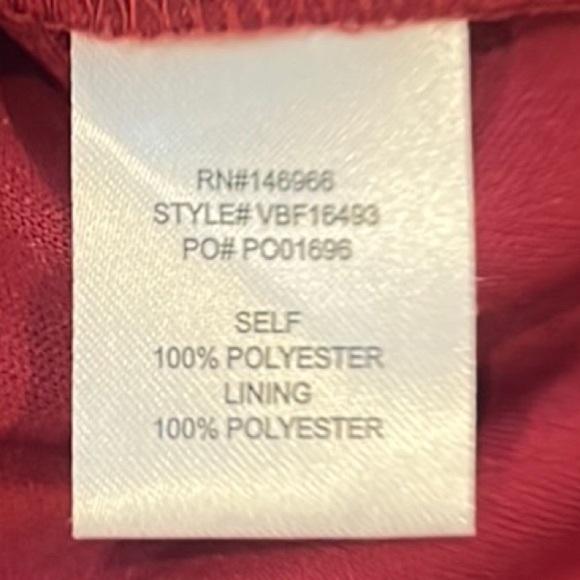 RN#146966
STYLE# VBF16493
PO# PO01696
SELF
100% POLYESTER
LINING
100% POLYESTER